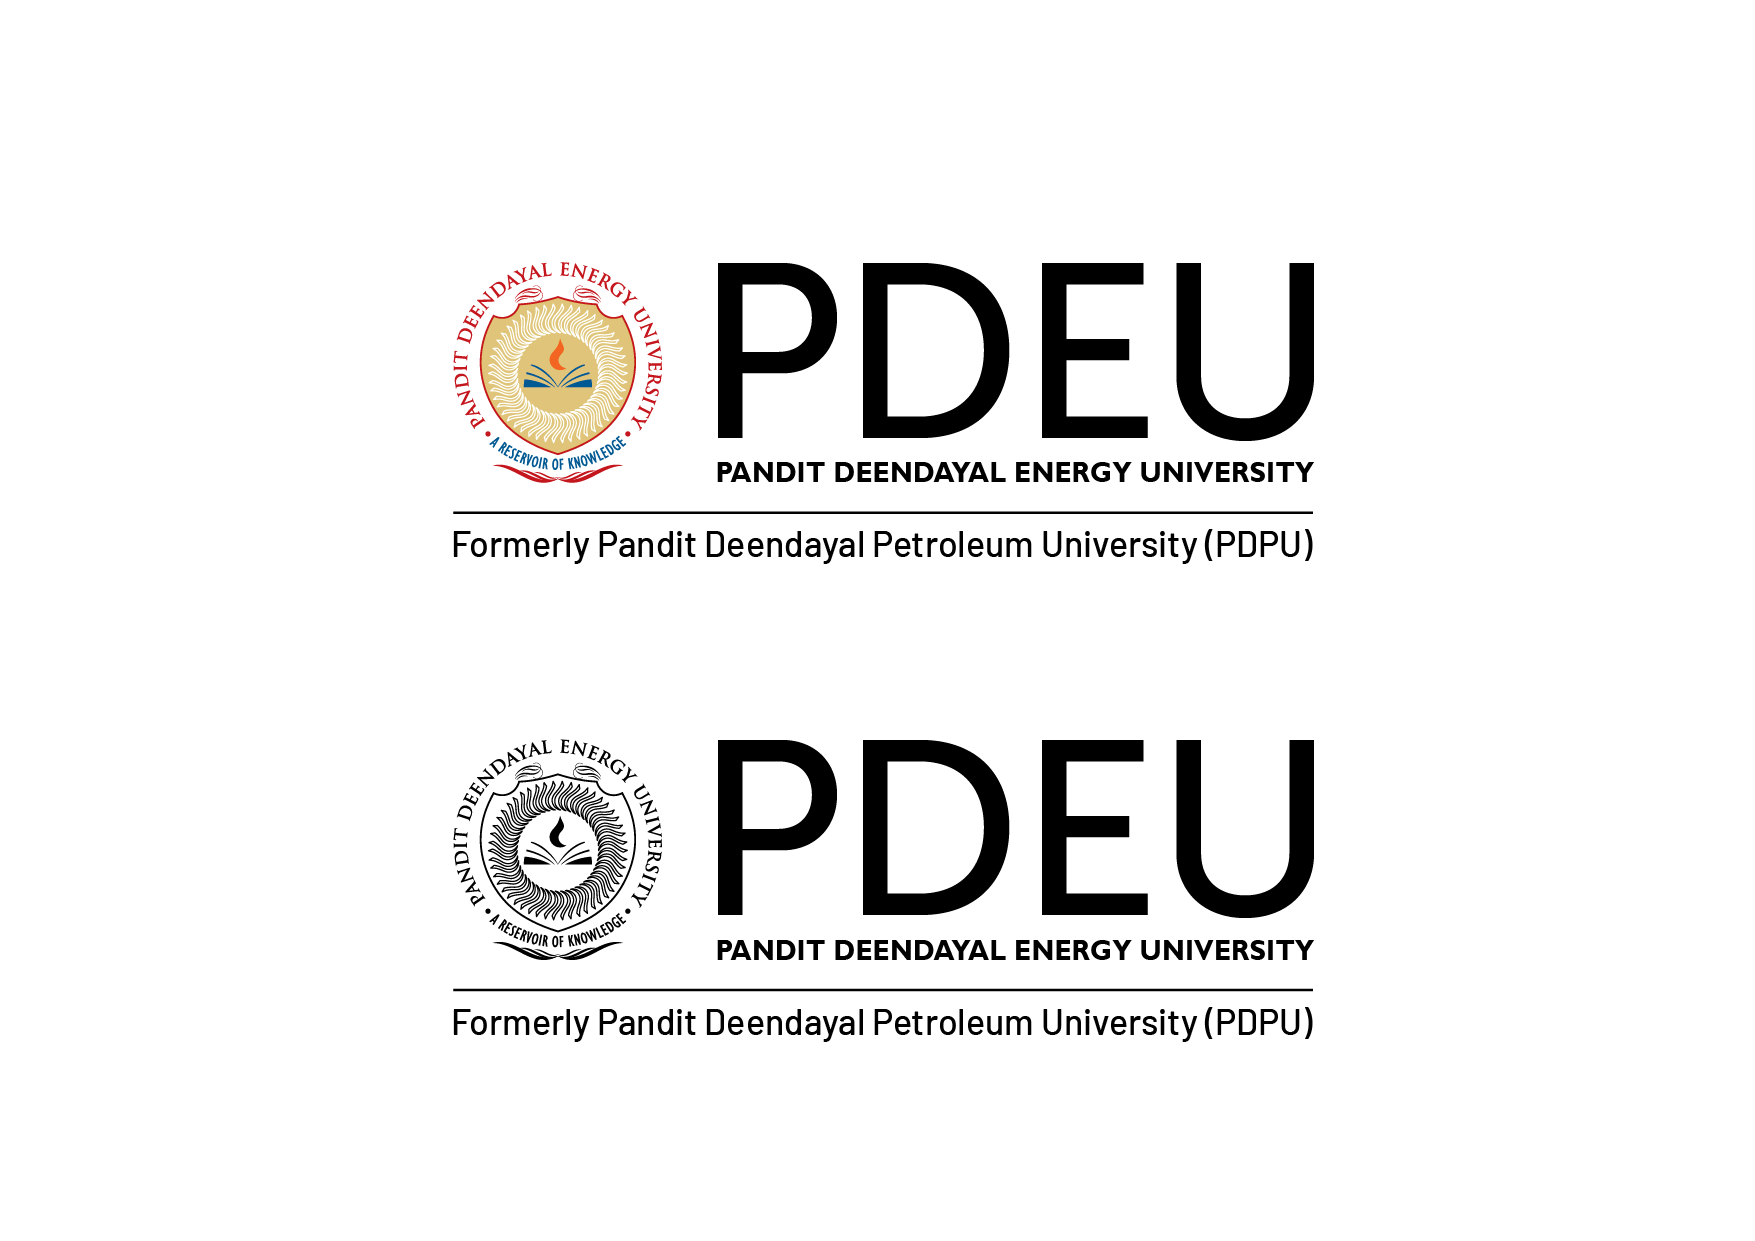 PANDIT DEENDAYAL ENERGY UNIVERSITY
• A RESERVOIR OF KNOWLEDGE •
PDEU
PANDIT DEENDAYAL ENERGY UNIVERSITY
Formerly Pandit Deendayal Petroleum University (PDPU)
PANDIT DEENDAYAL ENERGY UNIVERSITY
• A RESERVOIR OF KNOWLEDGE •
PDEU
PANDIT DEENDAYAL ENERGY UNIVERSITY
Formerly Pandit Deendayal Petroleum University (PDPU)